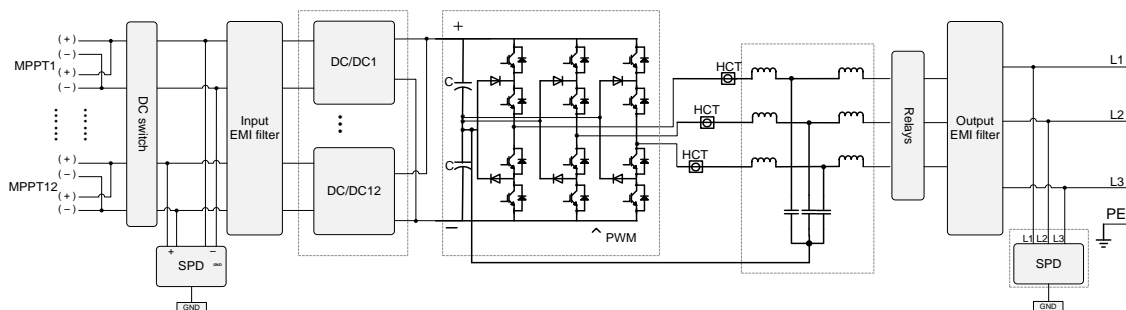 (+)
(−)
MPPT1
(+)
(−)
(+)
(−)
MPPT12
(+)
(−)
DC switch
+
−
SPD
GND
GND
Input
EMI filter
DC/DC1
DC/DC12
+
C
C
−
^
PWM
HCT
HCT
HCT
Relays
Output
EMI filter
L1
L2
L3
PE
L1
L2
L3
SPD
GND